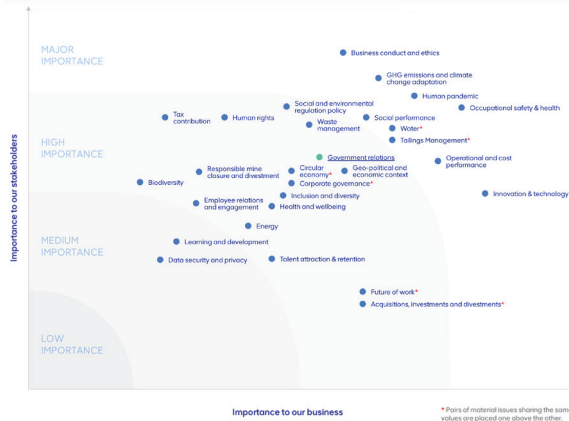 MAJOR
IMPORTANCE
Business conduct and ethics
GHG emissions and climate
change adaptation
Human pandemic
Occupational safety & health
Social and environmental
regulation policy
Tax
contribution
Human rights
Waste
management
Social performance
Water*
Tailings Management*
HIGH
IMPORTANCE
Government relations
Operational and cost
performance
Responsible mine
closure and divestment
Circular
economy*
Geo-political and
economic context
Corporate governance*
Biodiversity
Innovation & technology
Inclusion and diversity
Employee relations
and engagement
Health and wellbeing
Energy
MEDIUM
IMPORTANCE
Learning and development
Data security and privacy
Talent attraction & retention
Future of work*
Acquisitions, investments and divestments*
LOW
IMPORTANCE
Importance to our stakeholders
Importance to our business
* Pairs of material issues sharing the sam
values are placed one above the other.